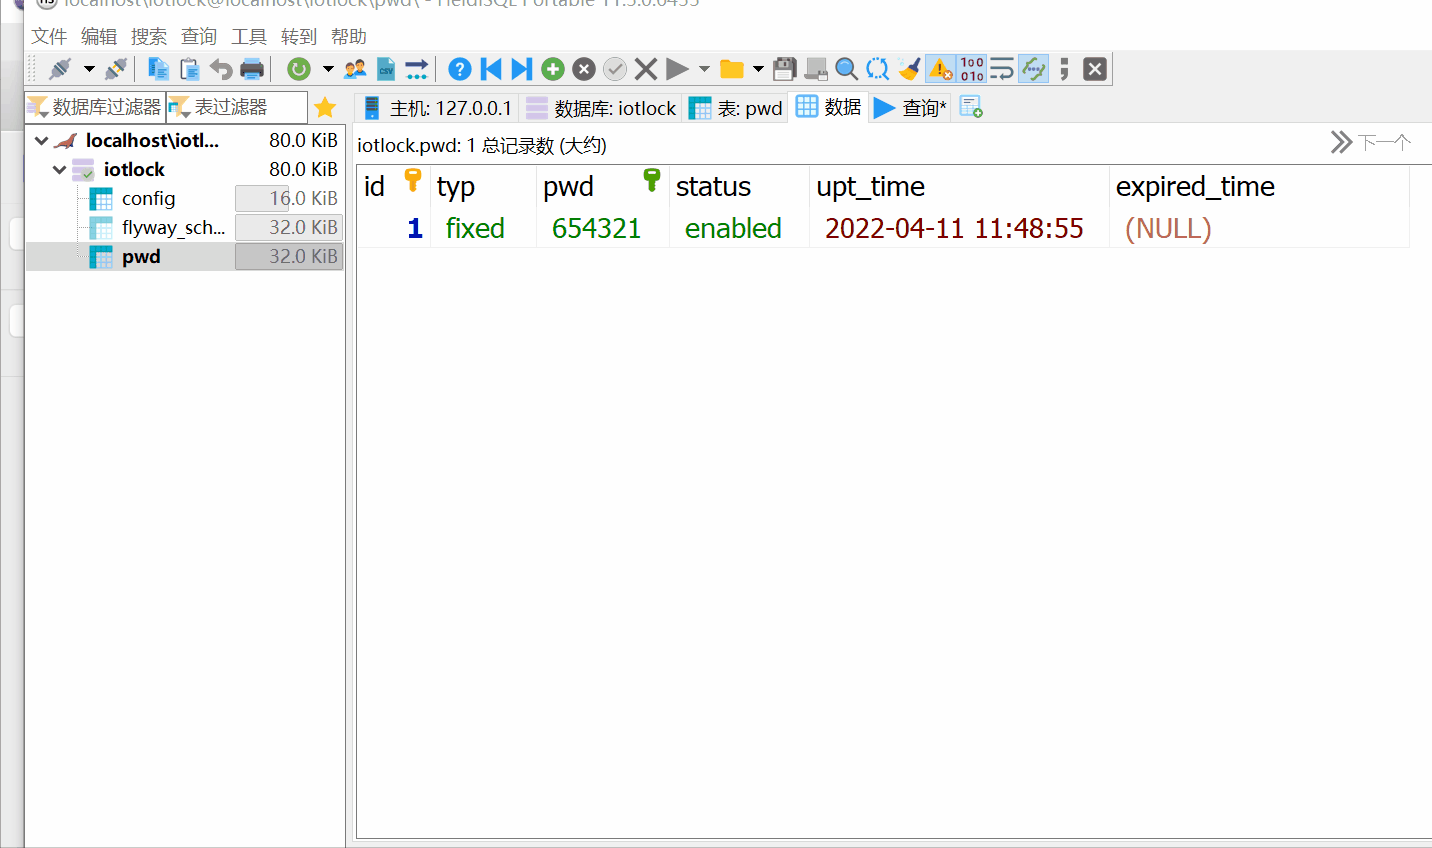 localhost\iotlock@localhost\iotlock\pwd\ - HeidiSQL Portable 11.3.0.6455
文件 编辑 搜索 查询 工具 转到 帮助
数据库过滤器 表过滤器 主机: 127.0.0.1 数据库: iotlock 表: pwd 数据 查询*
localhost\iotl... 80.0 KiB
iotlock 80.0 KiB
config 16.0 KiB
flyway_sch... 32.0 KiB
pwd 32.0 KiB
iotlock.pwd: 1 总记录数 (大约) 下一个
id typ pwd status upt_time expired_time
1 fixed 654321 enabled 2022-04-11 11:48:55 (NULL)